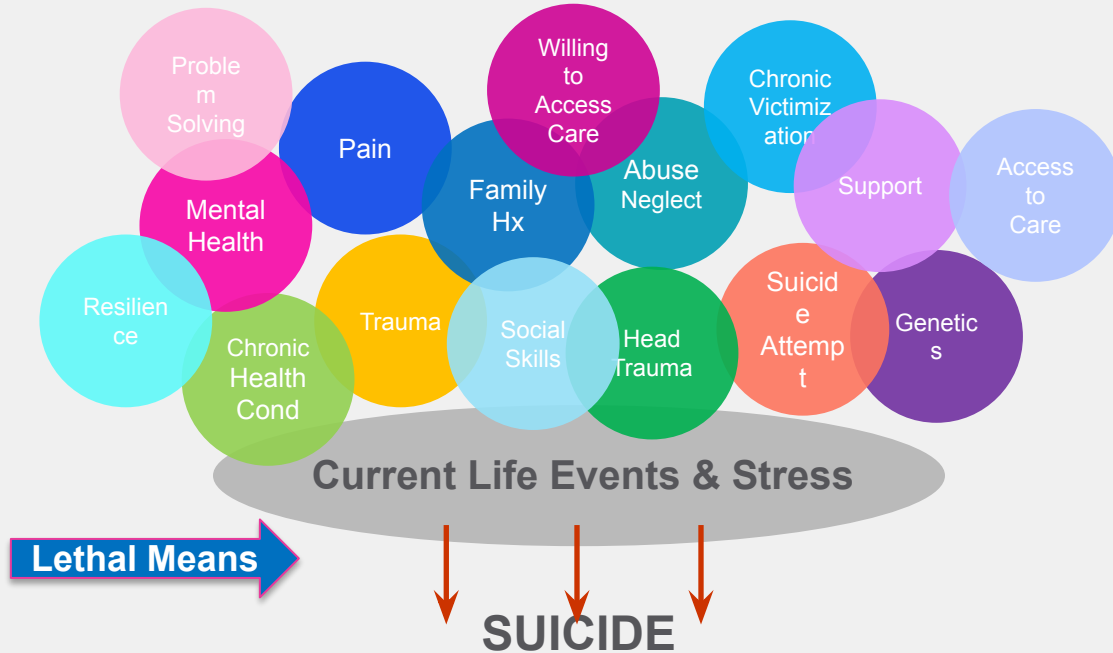 Proble
m
Solving
Pain
Willing
to
Access
Care
Chronic
Victimiz
ation
Mental
Health
Family
Hx
Abuse
Neglect
Support
Access
to
Care
Resilien
ce
Chronic
Health
Cond
Trauma
Social
Skills
Head
Trauma
Suicid
e
Attemp
t
Genetic
s
Current Life Events & Stress
Lethal Means
SUICIDE